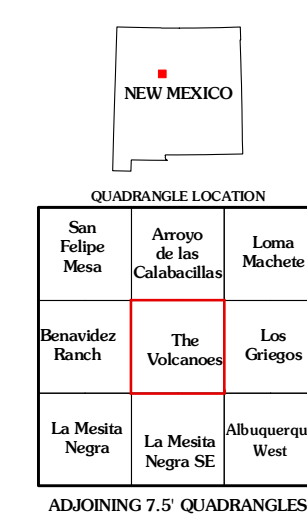 NEW MEXICO
QUADRANGLE LOCATION
San
Felipe
Mesa
Arroyo
de las
Calabacillas
Loma
Machete
Benavidez
Ranch
The
Volcanoes
Los
Griegos
La Mesita
Negra
La Mesita
Negra SE
Albuquerqu
West
ADJOINING 7.5' QUADRANGLES